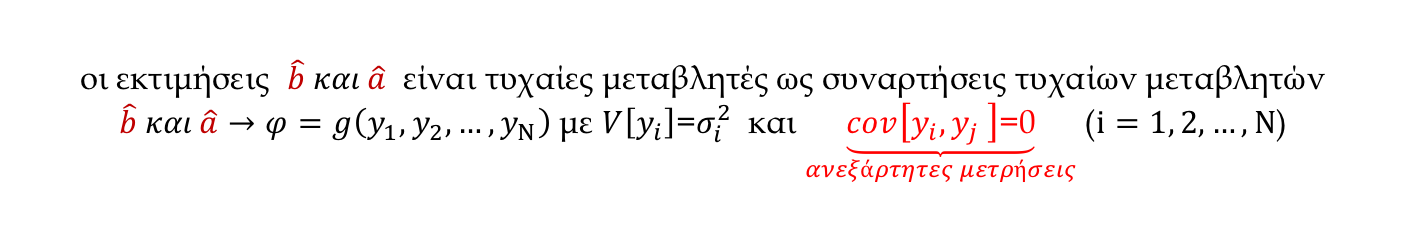 οι εκτιμήσεις b̂ και â είναι τυχαίες μεταβλητές ως συναρτήσεις τυχαίων μεταβλητών
b̂ και â → φ = g(y₁, y₂, … , y_N) με V[yᵢ]=σᵢ² και cov[yᵢ, yⱼ ]=0 (i = 1, 2, … , N)
ανεξάρτητες μετρήσεις